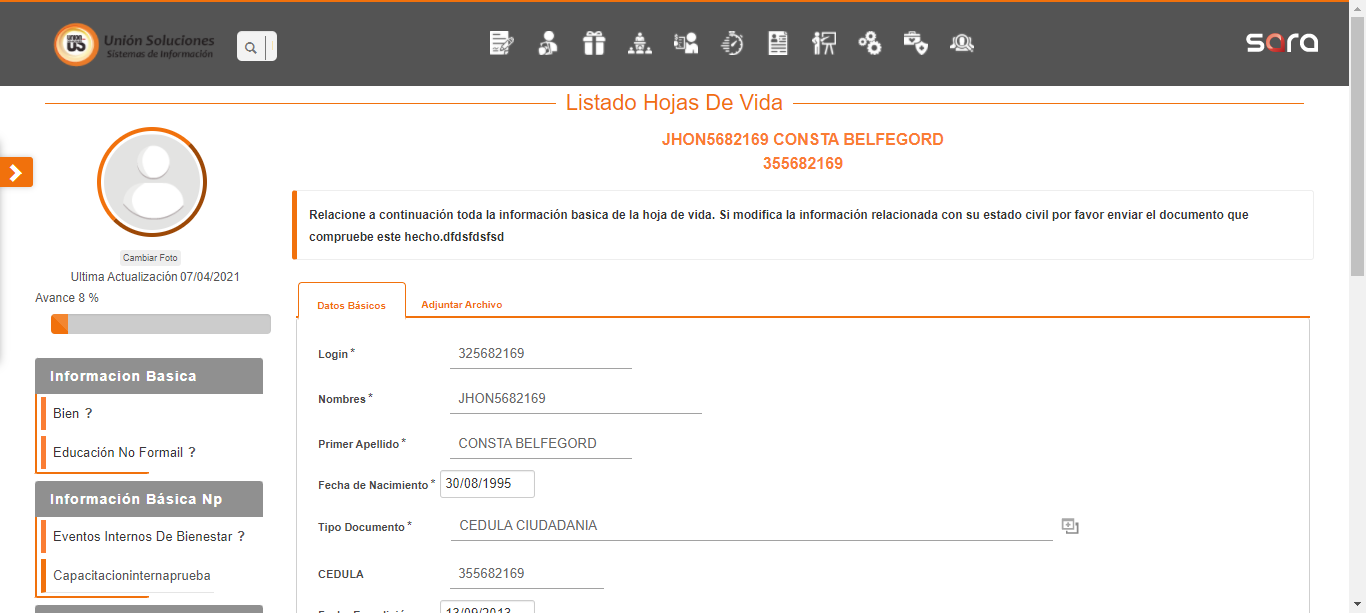 UNION
US
Unión Soluciones
Sistemas de Información
sara
Listado Hojas De Vida
JHON5682169 CONSTA BELFEGORD
355682169
Cambiar Foto
Ultima Actualización 07/04/2021
Avance 8 %
Informacion Basica
Bien ?
Educación No Formail ?
Información Básica Np
Eventos Internos De Bienestar ?
Capacitacioninternaprueba
Relacione a continuación toda la información basica de la hoja de vida. Si modifica la información relacionada con su estado civil por favor enviar el documento que
compruebe este hecho.dfdsfdsfsd
Datos Básicos
Adjuntar Archivo
Login * 325682169
Nombres * JHON5682169
Primer Apellido * CONSTA BELFEGORD
Fecha de Nacimiento * 30/08/1995
Tipo Documento * CEDULA CIUDADANIA
CEDULA 355682169
13/09/2013